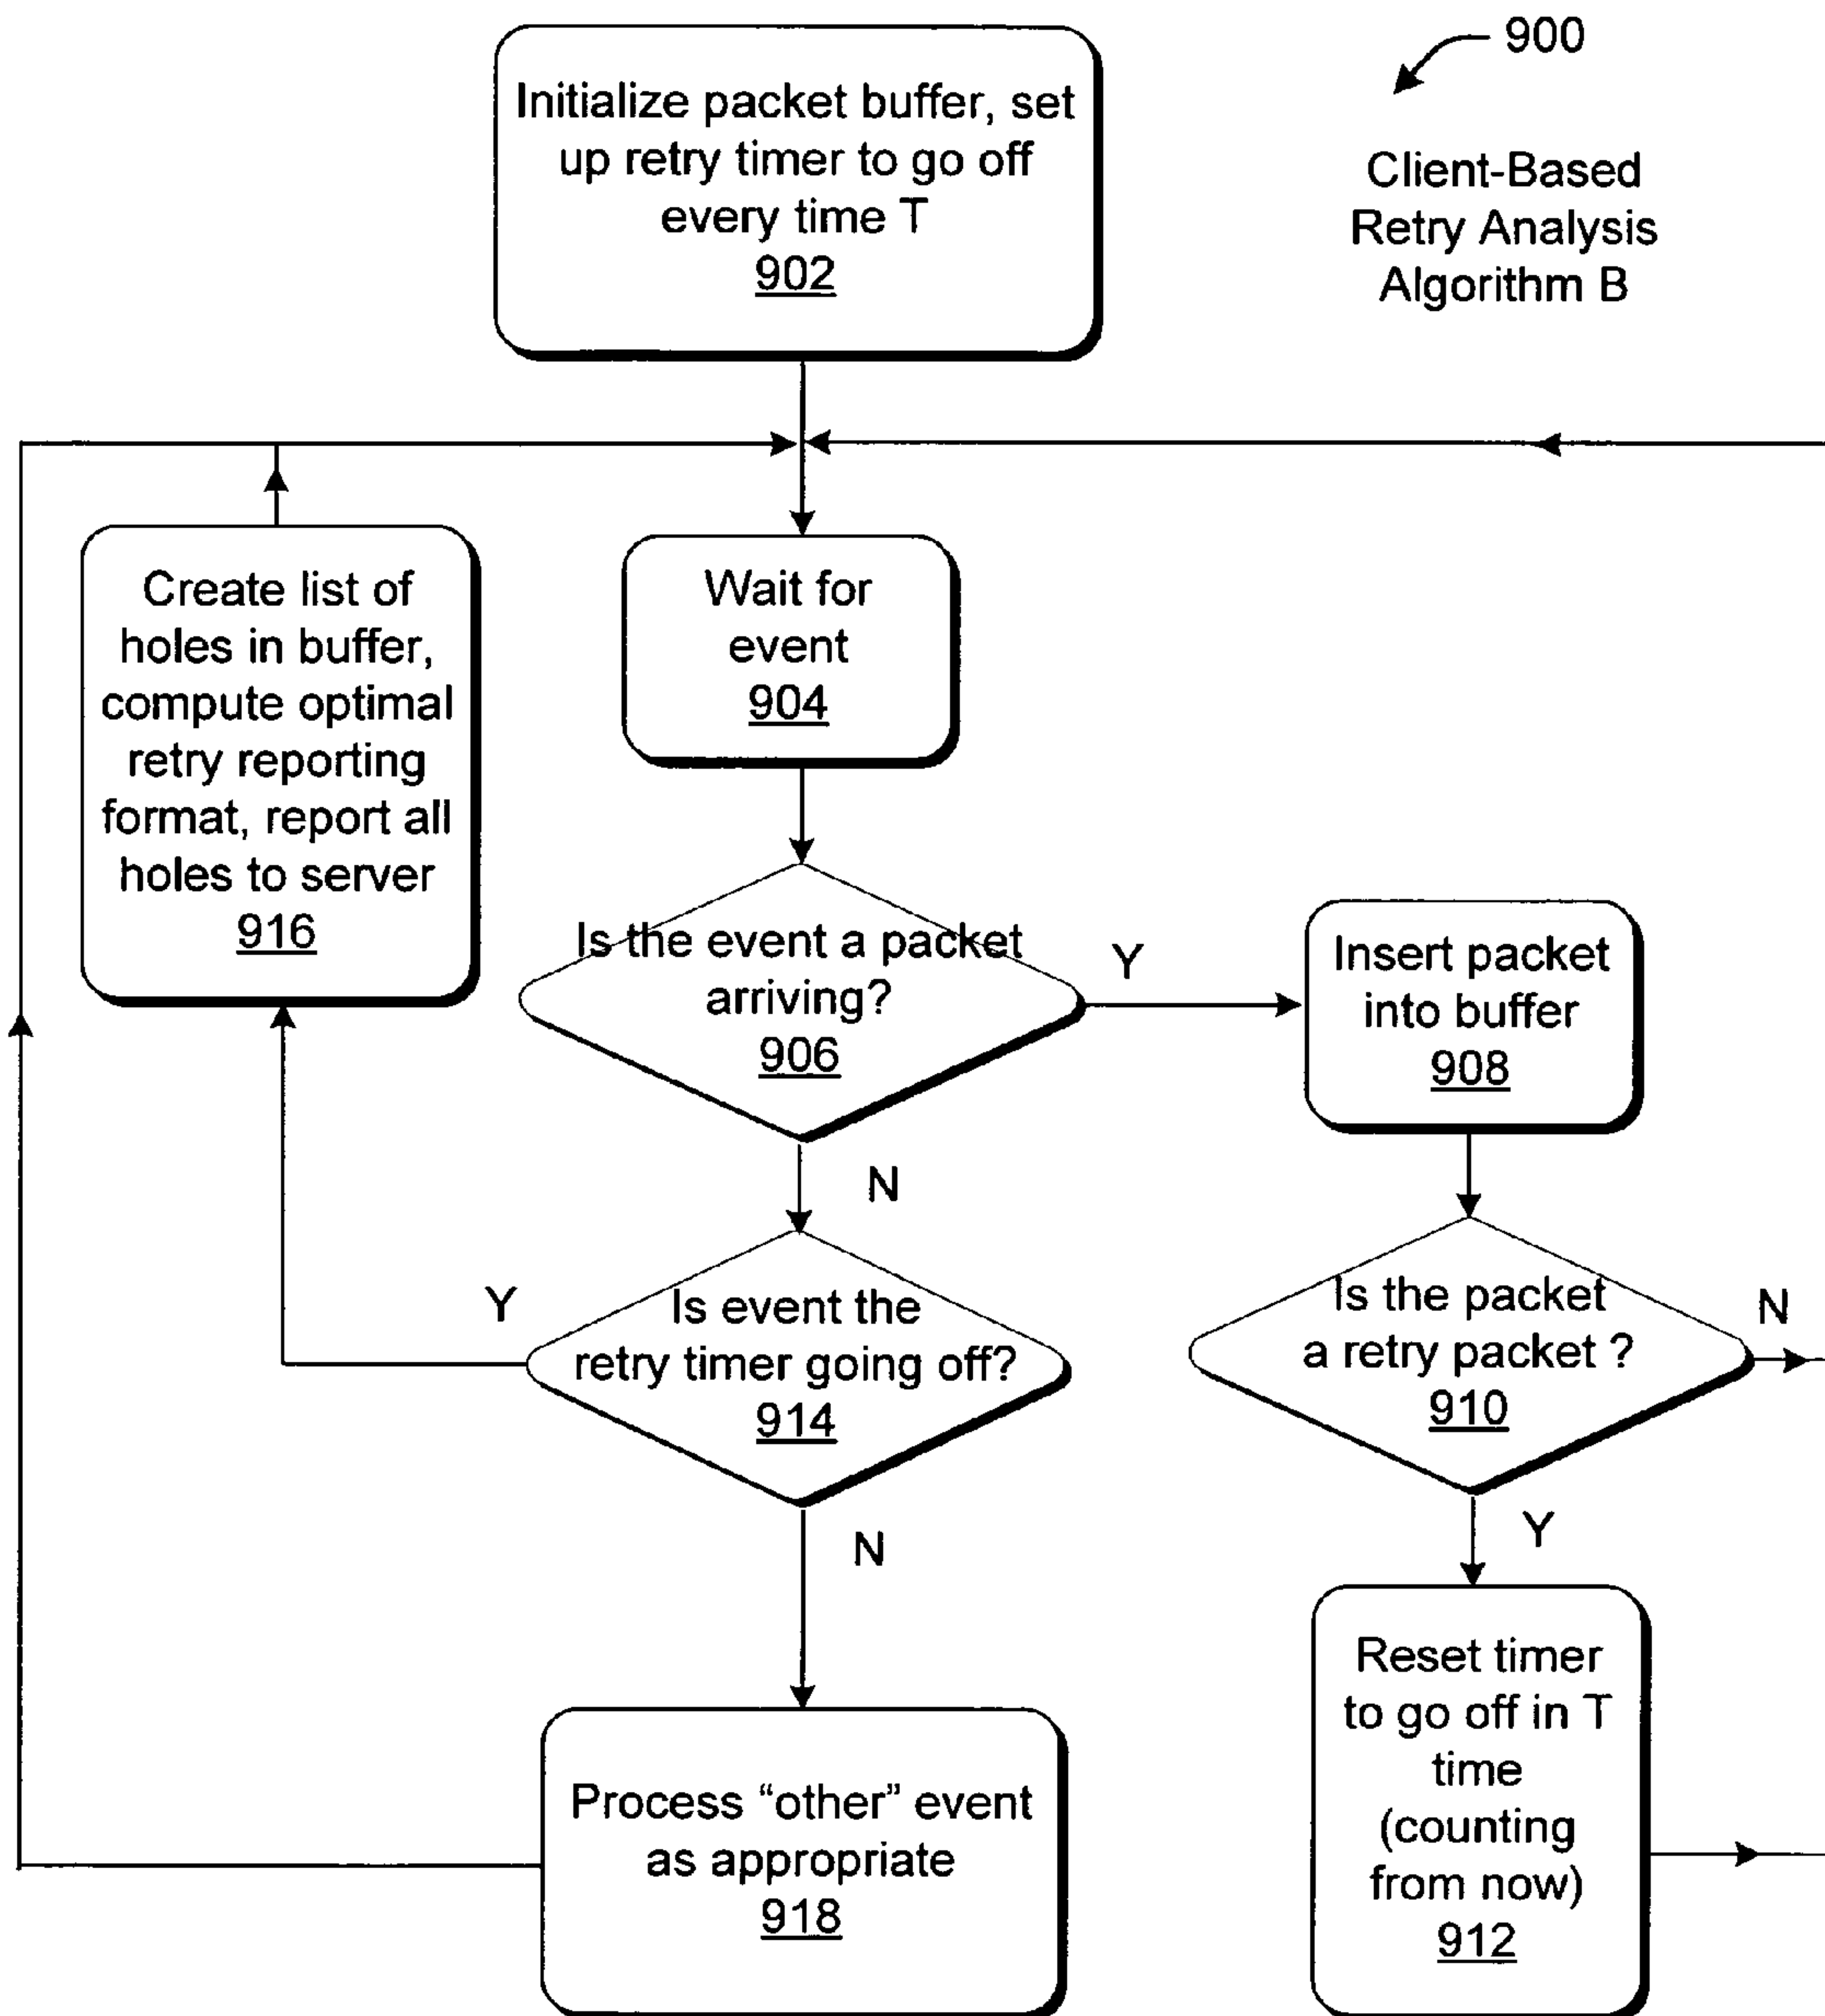 Initialize packet buffer, set
up retry timer to go off
every time T
902
900
Client-Based
Retry Analysis
Algorithm B
Create list of
holes in buffer,
compute optimal
retry reporting
format, report all
holes to server
916
Wait for
event
904
Is the event a packet
arriving?
906
Y
Insert packet
into buffer
908
N
Is event the
retry timer going off?
914
Y
Is the packet
a retry packet ?
910
N
N
Y
Process “other” event
as appropriate
918
Reset timer
to go off in T
time
(counting
from now)
912